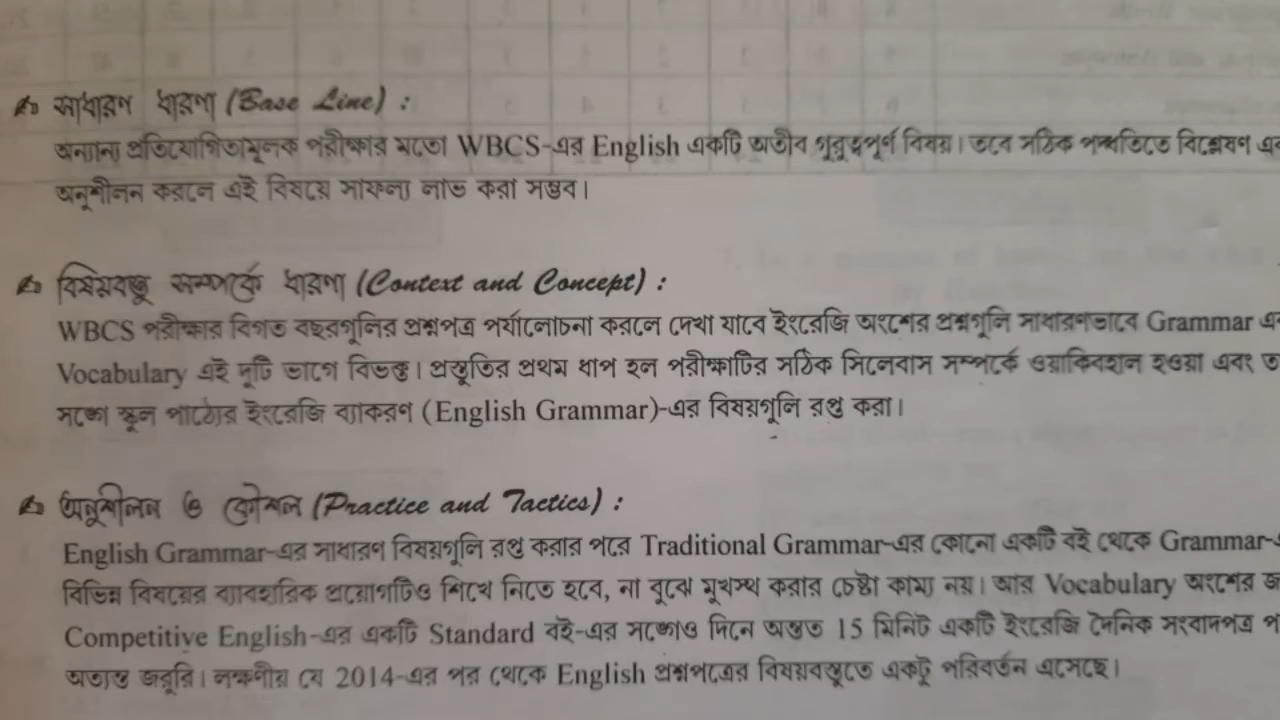 সাধারণ ধারণা (Base Line) :
অন্যান্য প্রতিযোগিতামূলক পরীক্ষার মতো WBCS-এর English একটি অতীব গুরুত্বপূর্ণ বিষয়। তবে সঠিক পদ্ধতিতে বিশ্লেষণ
অনুশীলন করলে এই বিষয়ে সাফল্য লাভ করা সম্ভব।
বিষয়বস্তু সম্পর্কে ধারণা (Context and Concept) :
WBCS পরীক্ষার বিগত বছরগুলির প্রশ্নপত্র পর্যালোচনা করলে দেখা যাবে ইংরেজি অংশের প্রশ্নগুলি সাধারণভাবে Grammar
Vocabulary এই দুটি ভাগে বিভক্ত। প্রস্তুতির প্রথম ধাপ হল পরীক্ষাটির সঠিক সিলেবাস সম্পর্কে ওয়াকিবহাল হওয়া এবং
সঙ্গে স্কুল পাঠ্যের ইংরেজি ব্যাকরণ (English Grammar)-এর বিষয়গুলি রপ্ত করা।
অনুশীলন ও কৌশল (Practice and Tactics) :
English Grammar-এর সাধারণ বিষয়গুলি রপ্ত করার পরে Traditional Grammar-এর কোনো একটি বই থেকে Grammar-
বিভিন্ন বিষয়ের ব্যাবহারিক প্রয়োগটিও শিখে নিতে হবে, না বুঝে মুখস্থ করার চেষ্টা কাম্য নয়। আর Vocabulary অংশের
Competitive English-এর একটি Standard বই-এর সঙ্গেও দিনে অন্তত 15 মিনিট একটি ইংরেজি দৈনিক সংবাদপত্র
অত্যন্ত জরুরি। লক্ষণীয় যে 2014-এর পর থেকে English প্রশ্নপত্রের বিষয়বস্তুতে একটু পরিবর্তন এসেছে।